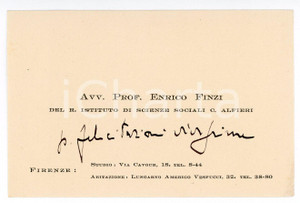 Avv. Prof. Enrico Finzi
del R. Istituto di Scienze Sociali C. Alfieri
p. felicitazioni
Firenze:
Studio: Via Cavour, 18, tel. 8-44
Abitazione: Lungarno Amerigo Vespucci, 32, tel. 28-80